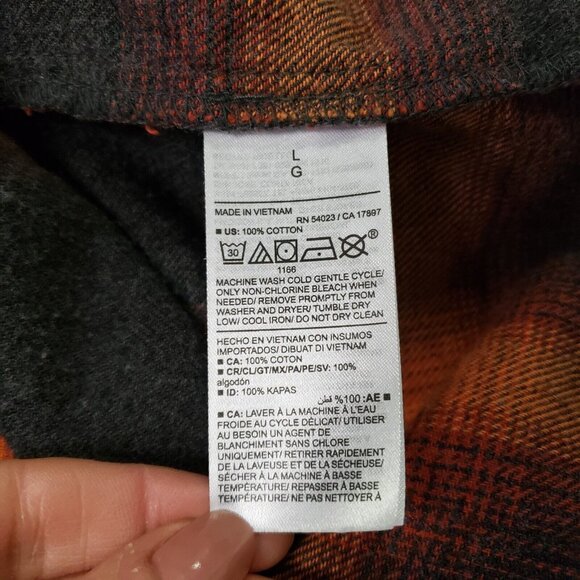 L
G
MADE IN VIETNAM
RN 54023 / CA 17897
■ US: 100% COTTON
30
®
1166
MACHINE WASH COLD GENTLE CYCLE/
ONLY NON-CHLORINE BLEACH WHEN
NEEDED/ REMOVE PROMPTLY FROM
WASHER AND DRYER/ TUMBLE DRY
LOW/ COOL IRON/ DO NOT DRY CLEAN
HECHO EN VIETNAM CON INSUMOS
IMPORTADOS/ DIBUAT DI VIETNAM
■ CA: 100% COTON
■ CR/CL/GT/MX/PA/PE/SV: 100%
algodón
■ ID: 100% KAPAS
■ AE: 100% قطن
■ CA: LAVER À LA MACHINE À L'EAU
FROIDE AU CYCLE DÉLICAT/ UTILISER
AU BESOIN UN AGENT DE
BLANCHIMENT SANS CHLORE
UNIQUEMENT/ RETIRER RAPIDEMENT
DE LA LAVEUSE ET DE LA SÉCHEUSE/
SÉCHER À LA MACHINE À BASSE
TEMPÉRATURE/ REPASSER À BASSE
TEMPÉRATURE/ NE PAS NETTOYER À